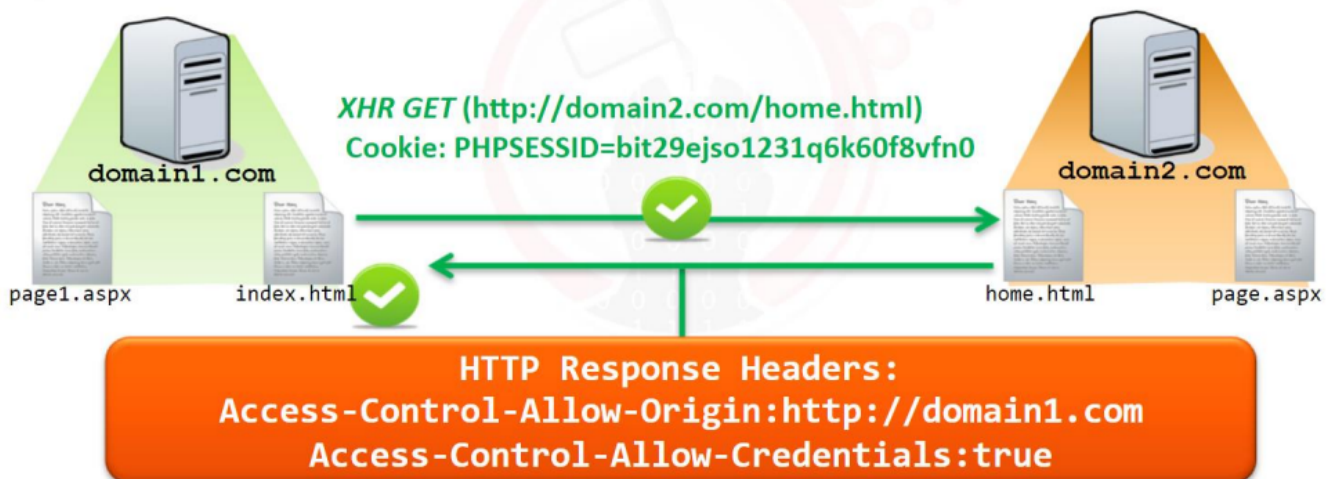 XHR GET (http://domain2.com/home.html)
Cookie: PHPSESSID=bit29ejso1231q6k60f8vfn0
domain1.com
domain2.com
page1.aspx
index.html
home.html
page.aspx
HTTP Response Headers:
Access-Control-Allow-Origin:http://domain1.com
Access-Control-Allow-Credentials:true